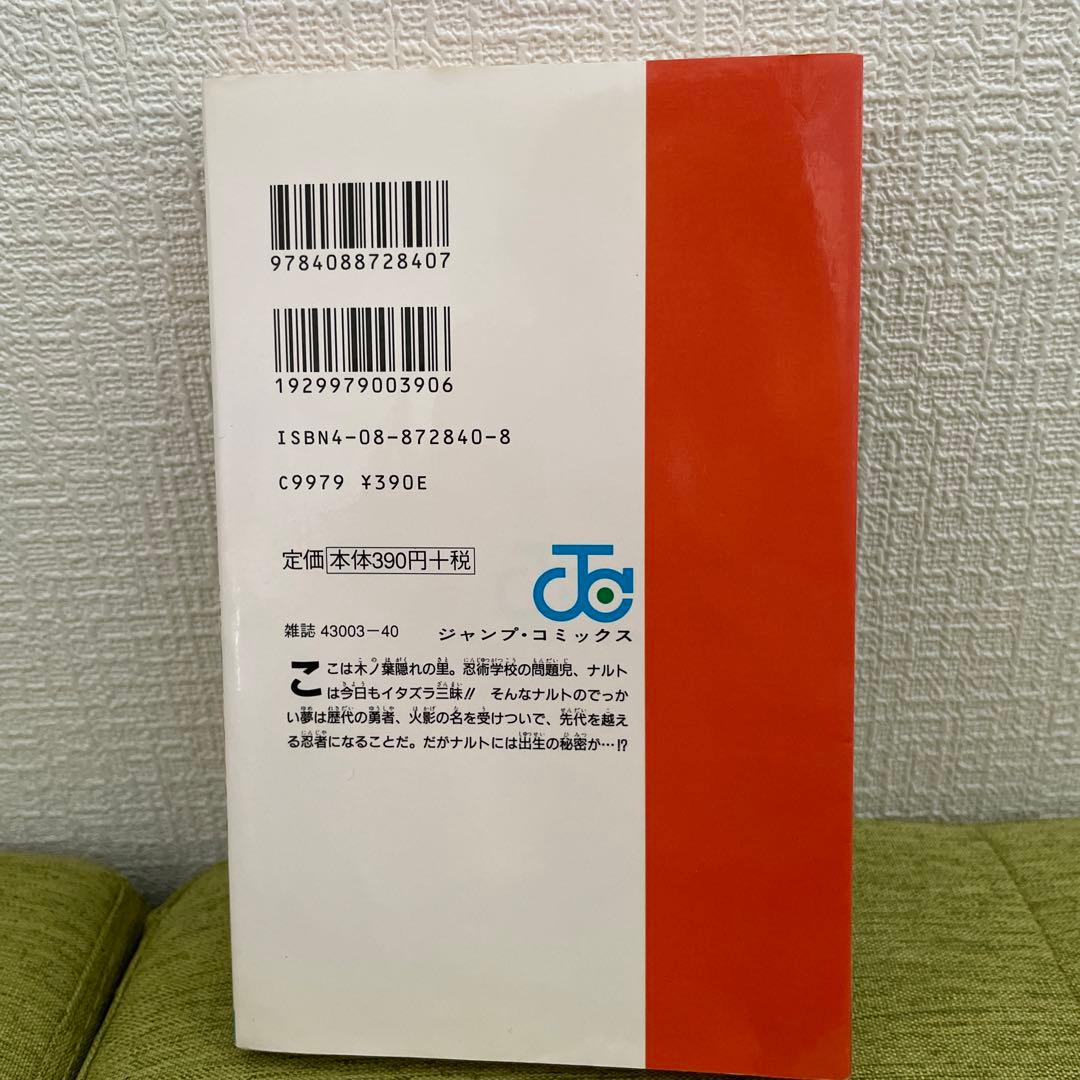 9784088728407
1929979003906
ISBN4-08-872840-8
C9979 ¥390E
定価 本体390円+税
JC
雑誌 43003-40 ジャンプ・コミックス
ここは木ノ葉隠れの里。忍術学校の問題児、ナルト
は今日もイタズラ三昧!! そんなナルトのでっか
い夢は歴代の勇者、火影の名を受けついで、先代を越え
る忍者になることだ。だがナルトには出生の秘密が…!?